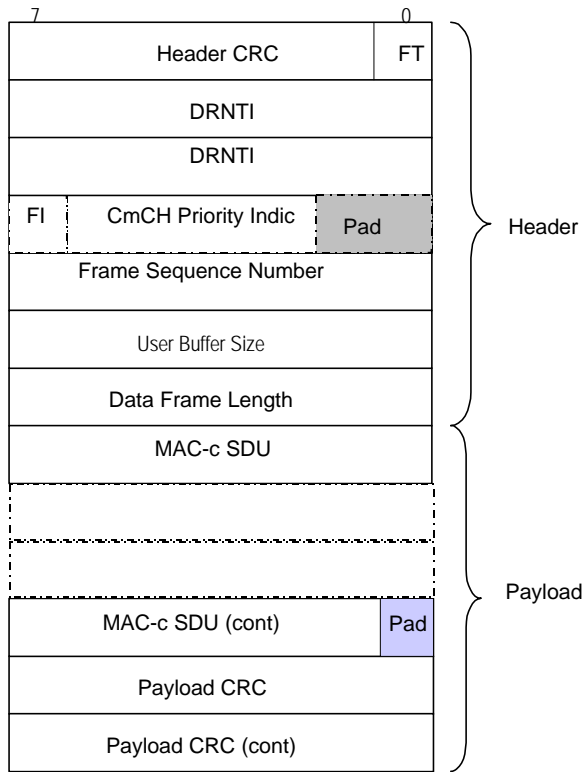 7 0
Header CRC FT
DRNTI
DRNTI
FI CmCH Priority Indic Pad
Header
Frame Sequence Number
User Buffer Size
Data Frame Length
MAC-c SDU
Payload
MAC-c SDU (cont) Pad
Payload CRC
Payload CRC (cont)